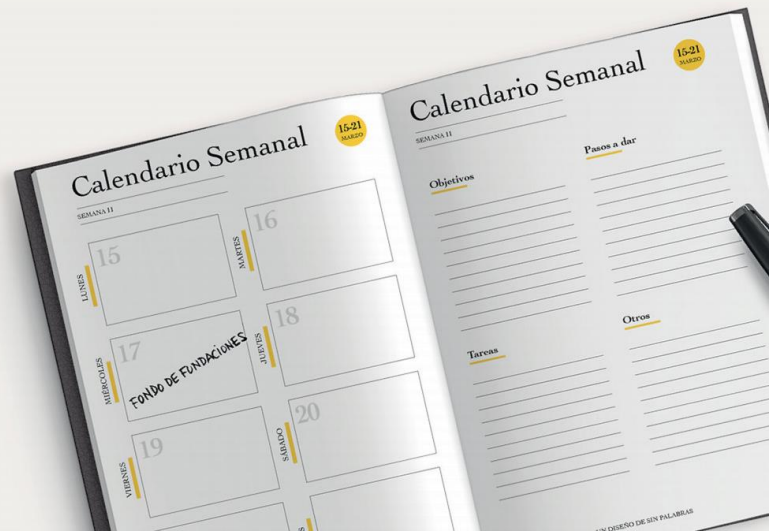 Calendario Semanal
15-21
MARZO
SEMANA 11
LUNES
15
MARTES
16
MIÉRCOLES
17
FONDO DE FUNDACIONES
JUEVES
18
VIERNES
19
SÁBADO
20
Calendario Semanal
15-21
MARZO
SEMANA 11
Objetivos
Pasos a dar
Tareas
Otros
UN DISEÑO DE SIN PALABRAS